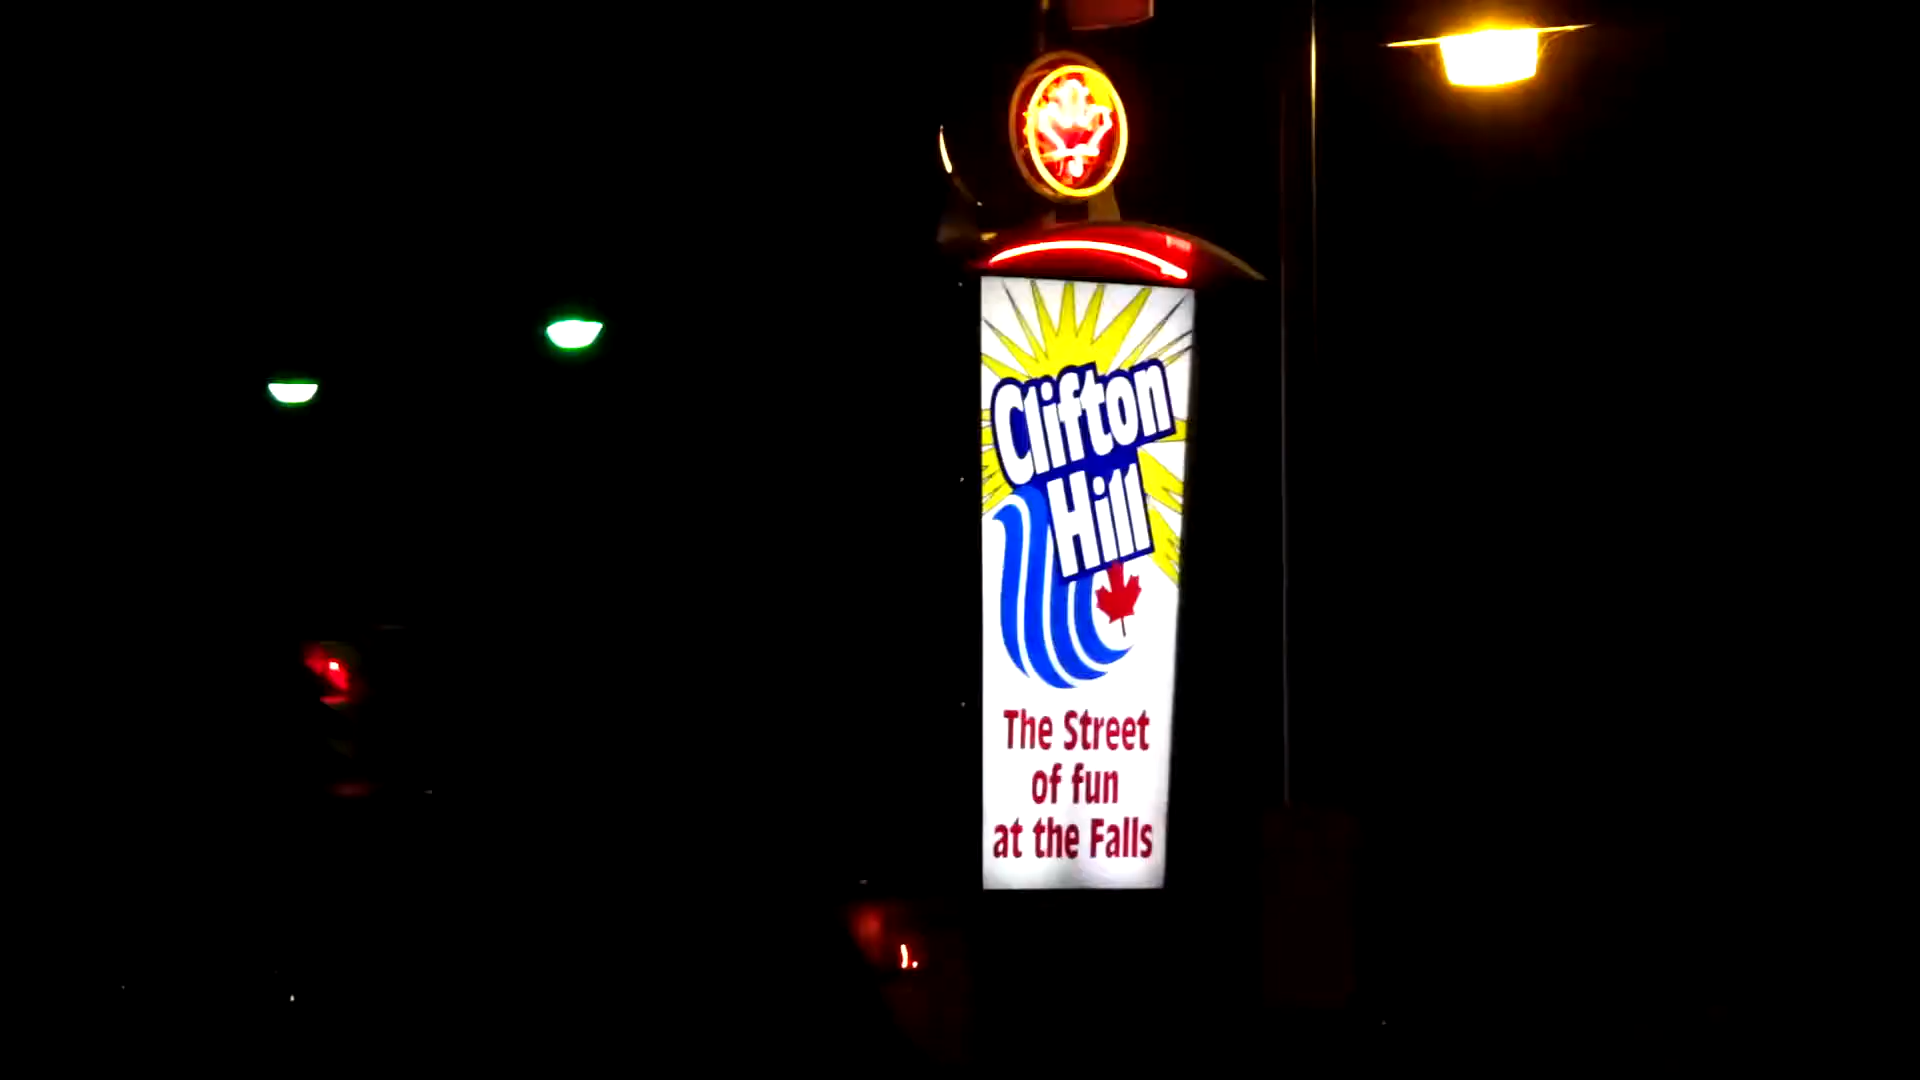 Clifton
Hill
The Street
of fun
at the Falls